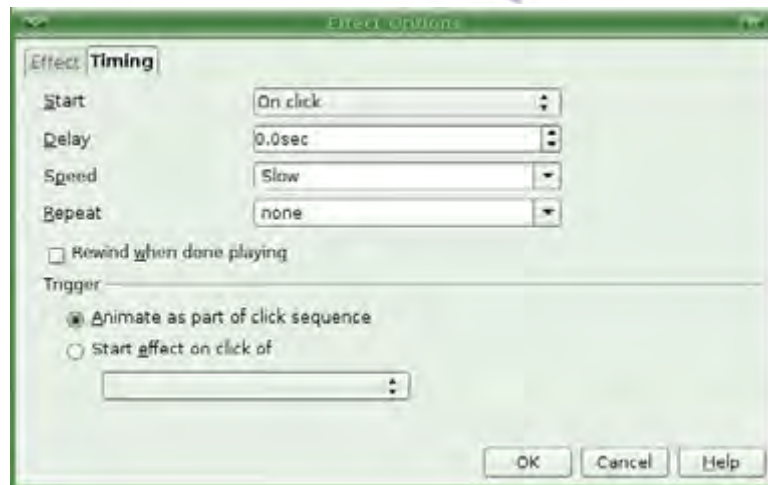 Effect Options
Effect Timing
Start On click
Delay 0.0sec
Speed Slow
Repeat none
Rewind when done playing
Trigger
Animate as part of click sequence
Start effect on click of
OK Cancel Help